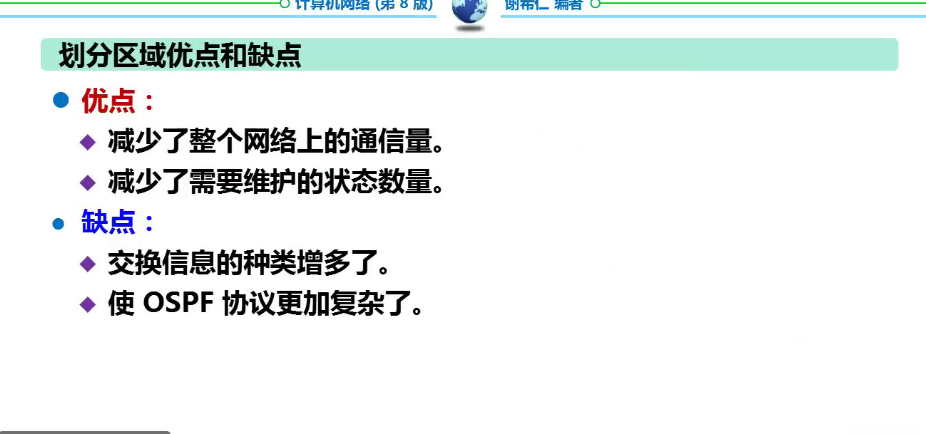 计算机网络 (第 8 版) 谢希仁 编著
划分区域优点和缺点
优点：
减少了整个网络上的通信量。
减少了需要维护的状态数量。
缺点：
交换信息的种类增多了。
使 OSPF 协议更加复杂了。